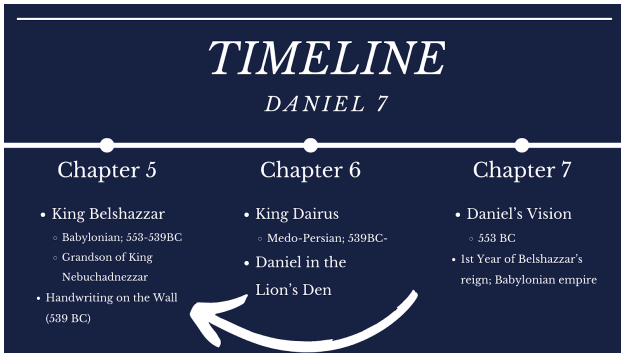 TIMELINE
DANIEL 7
Chapter 5
King Belshazzar
Babylonian; 553-539BC
Grandson of King
Nebuchadnezzar
Handwriting on the Wall
(539 BC)
Chapter 6
King Dairus
Medo-Persian; 539BC-
Daniel in the
Lion's Den
Chapter 7
Daniel's Vision
553 BC
1st Year of Belshazzar's
reign; Babylonian empire